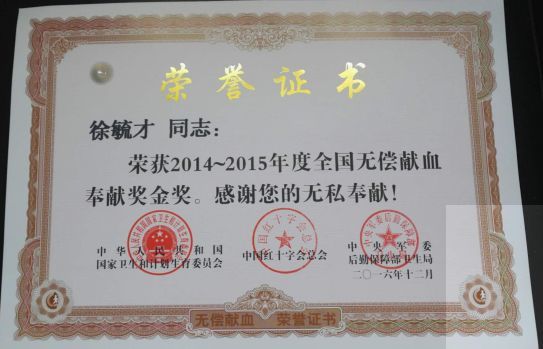 荣誉证书
徐毓才 同志：
荣获2014~2015年度全国无偿献血
奉献奖金奖。感谢您的无私奉献！
中华人民共和国
国家卫生和计划生育委员会
中国红十字会总会
中央军委
后勤保障部卫生局
二〇一六年十二月
无偿献血 荣誉证书